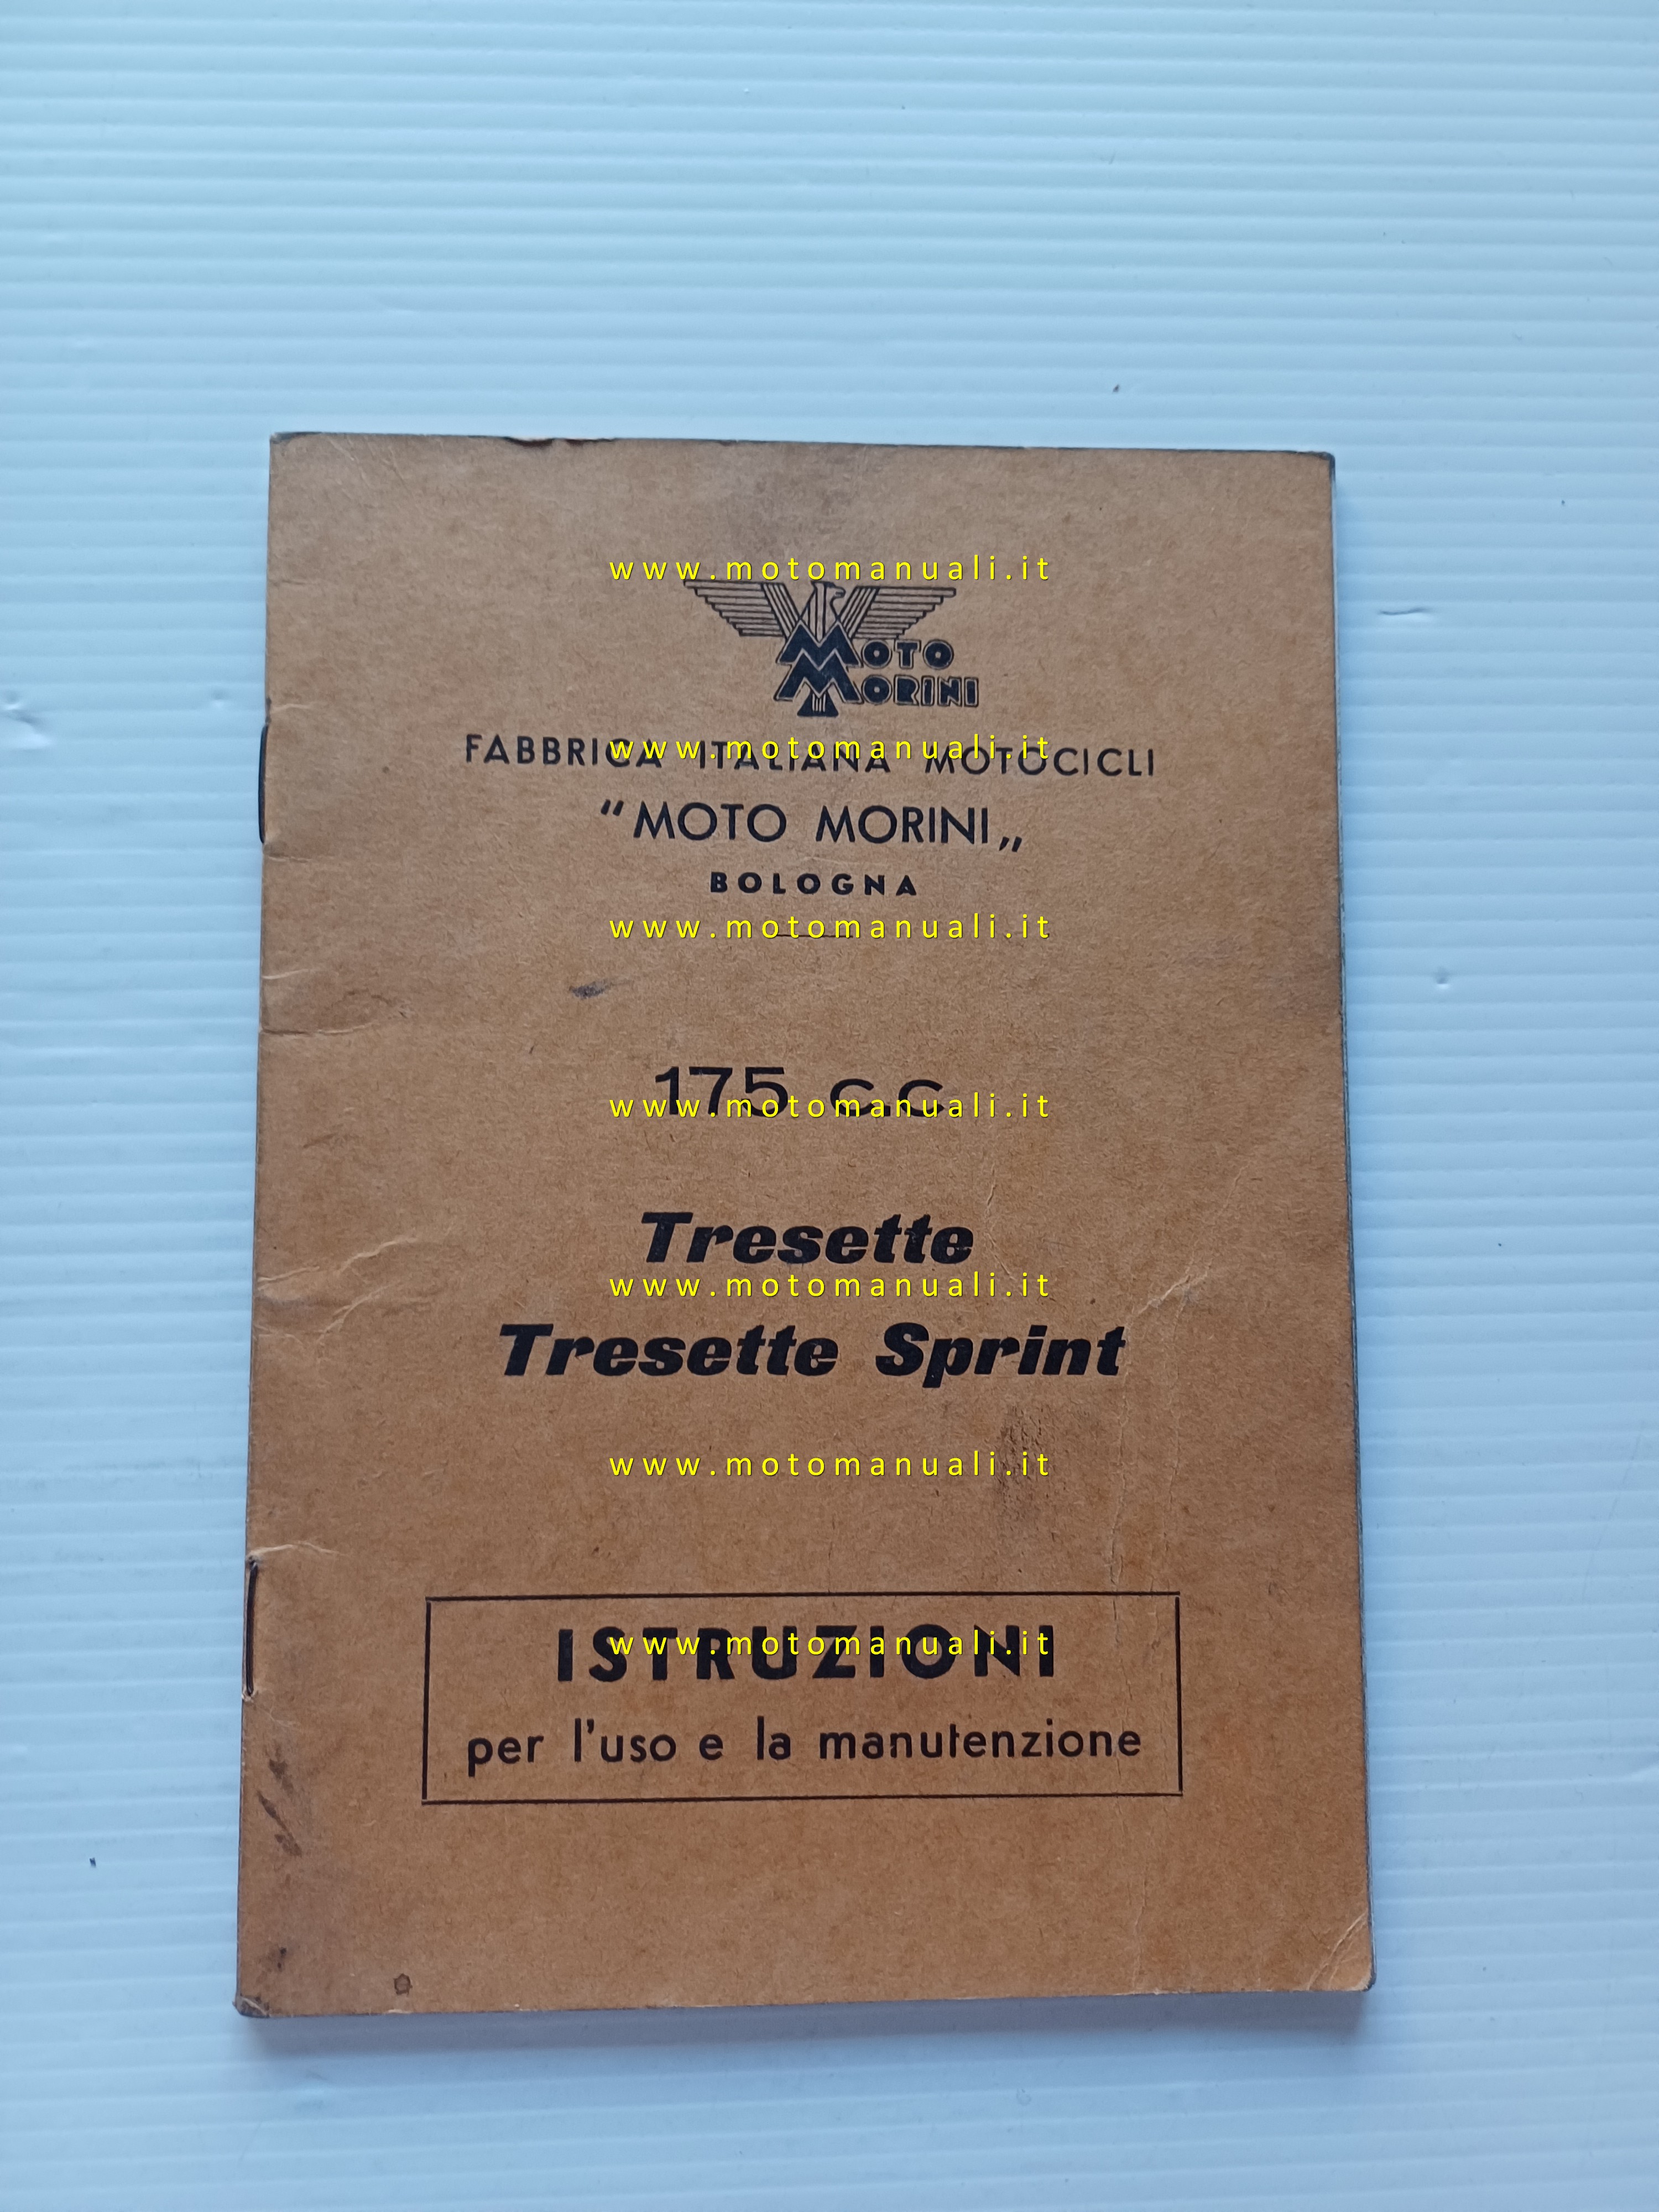 www.motomanuali.it
MOTO
MORINI
FABBRICA ITALIANA MOTOCICLI
www.motomanuali.it
"MOTO MORINI„
BOLOGNA
www.motomanuali.it
175 c.c.
www.motomanuali.it
Tresette
www.motomanuali.it
Tresette Sprint
www.motomanuali.it
ISTRUZIONI
www.motomanuali.it
per l'uso e la manutenzione